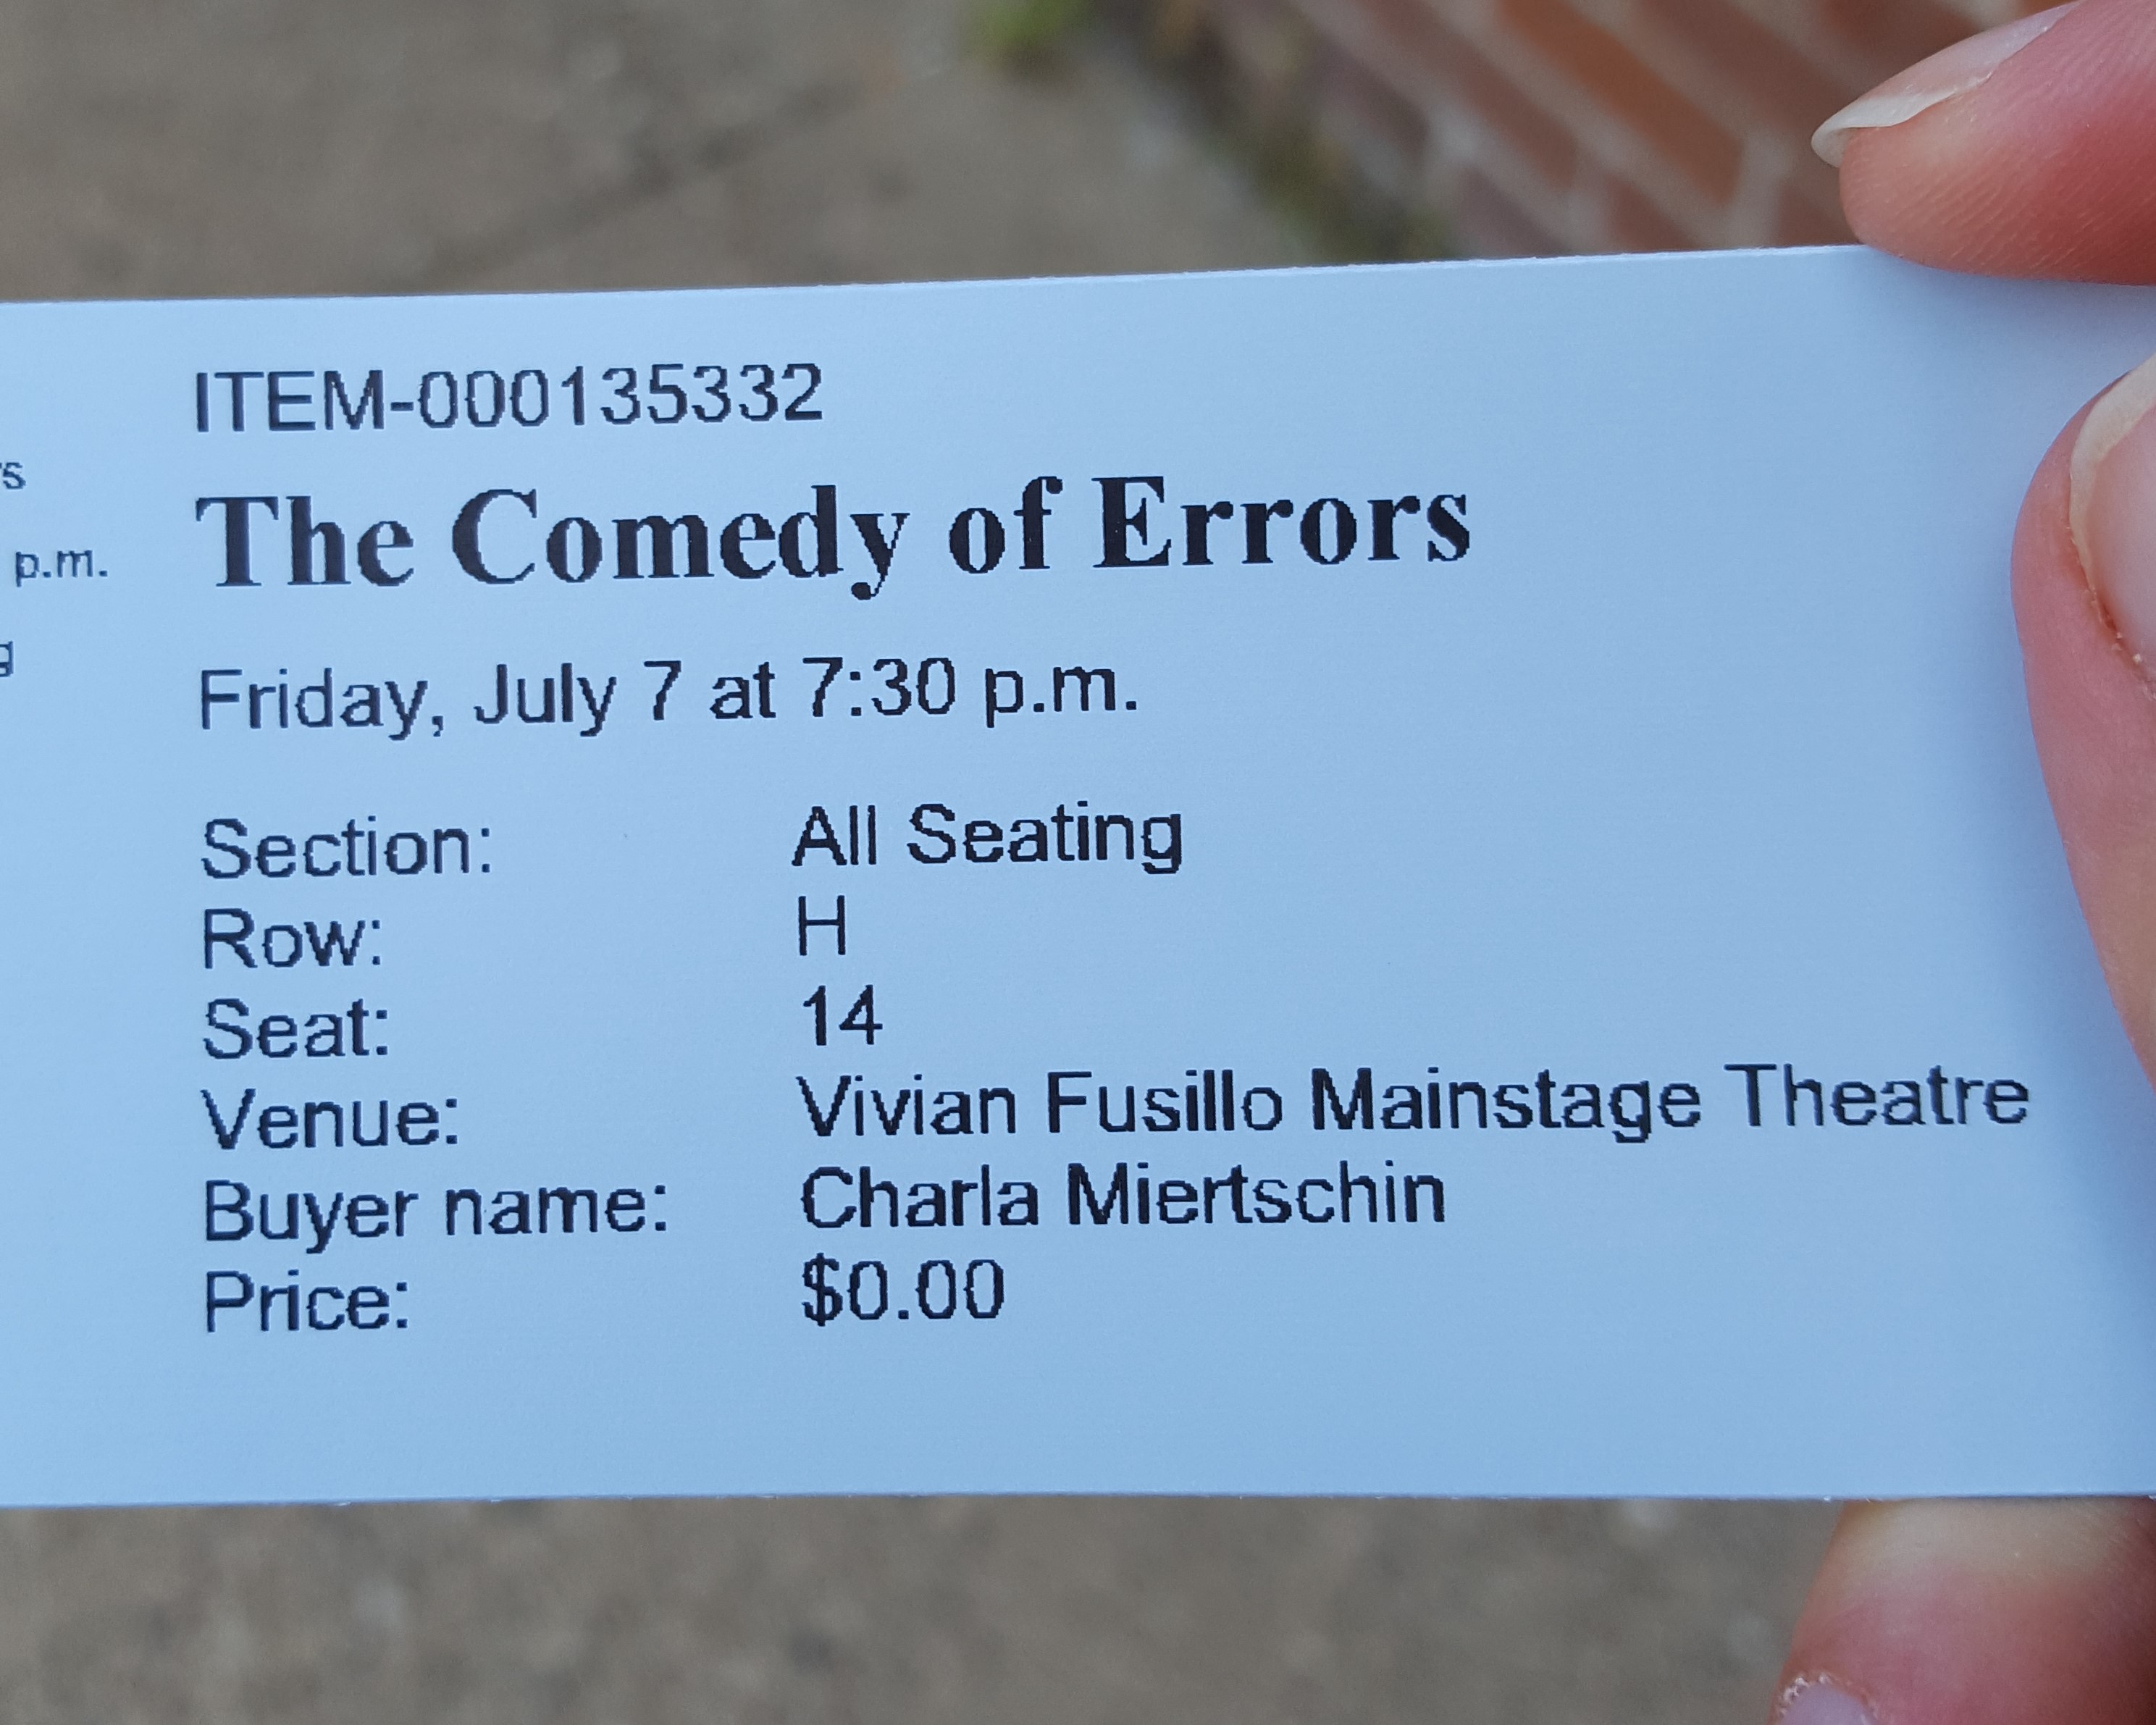 ITEM-000135332
The Comedy of Errors
p.m.
Friday, July 7 at 7:30 p.m.
Section: All Seating
Row: H
Seat: 14
Venue: Vivian Fusillo Mainstage Theatre
Buyer name: Charla Miertschin
Price: $0.00